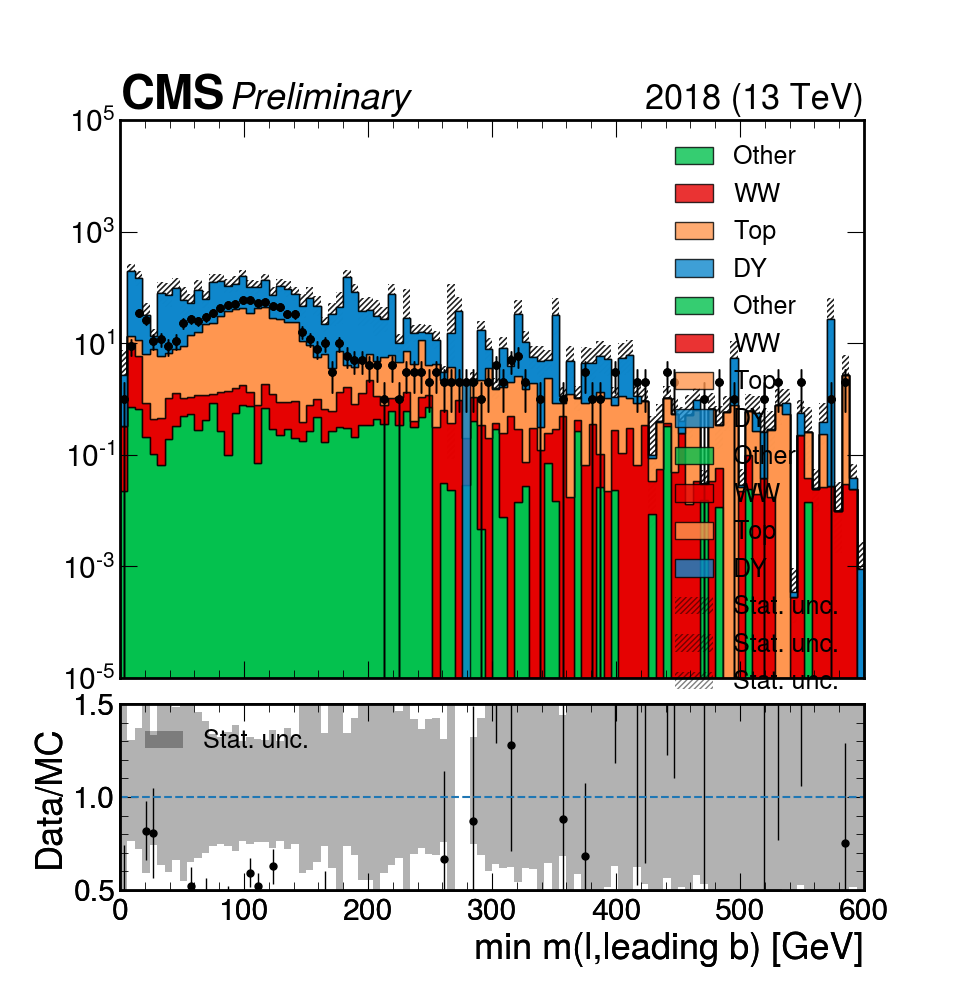 CMS Preliminary 2018 (13 TeV)
10^5
10^3
10^1
10^-1
10^-3
10^-5
Other
WW
Top
DY
Other
WW
Top
DY
Other
WW
Top
DY
Stat. unc.
Stat. unc.
Stat. unc.
Data/MC
1.5
1.0
0.5
Stat. unc.
0 100 200 300 400 500 600
min m(l,leading b) [GeV]